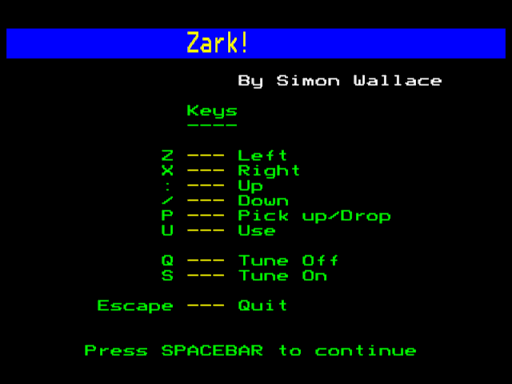 Zark!
By Simon Wallace
Keys
----
Z --- Left
X --- Right
: --- Up
/ --- Down
P --- Pick up/Drop
U --- Use
Q --- Tune Off
S --- Tune On
Escape --- Quit
Press SPACEBAR to continue